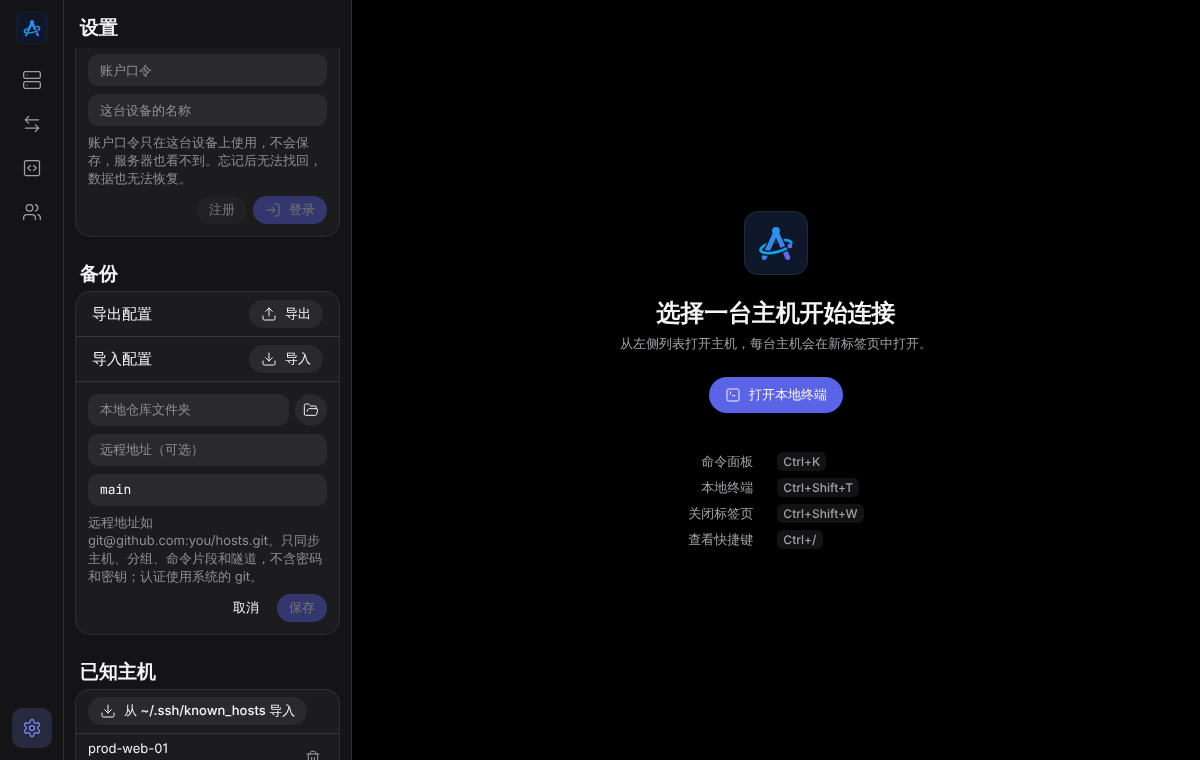 设置
账户口令
这台设备的名称
账户口令只在这台设备上使用，不会保
存，服务器也看不到。忘记后无法找回，
数据也无法恢复。
注册
登录
备份
导出配置
导出
导入配置
导入
本地仓库文件夹
远程地址（可选）
main
远程地址如
git@github.com:you/hosts.git。只同步
主机、分组、命令片段和隧道，不含密码
和密钥；认证使用系统的 git。
取消
保存
已知主机
从 ~/.ssh/known_hosts 导入
prod-web-01
选择一台主机开始连接
从左侧列表打开主机，每台主机会在新标签页中打开。
打开本地终端
命令面板 Ctrl+K
本地终端 Ctrl+Shift+T
关闭标签页 Ctrl+Shift+W
查看快捷键 Ctrl+/